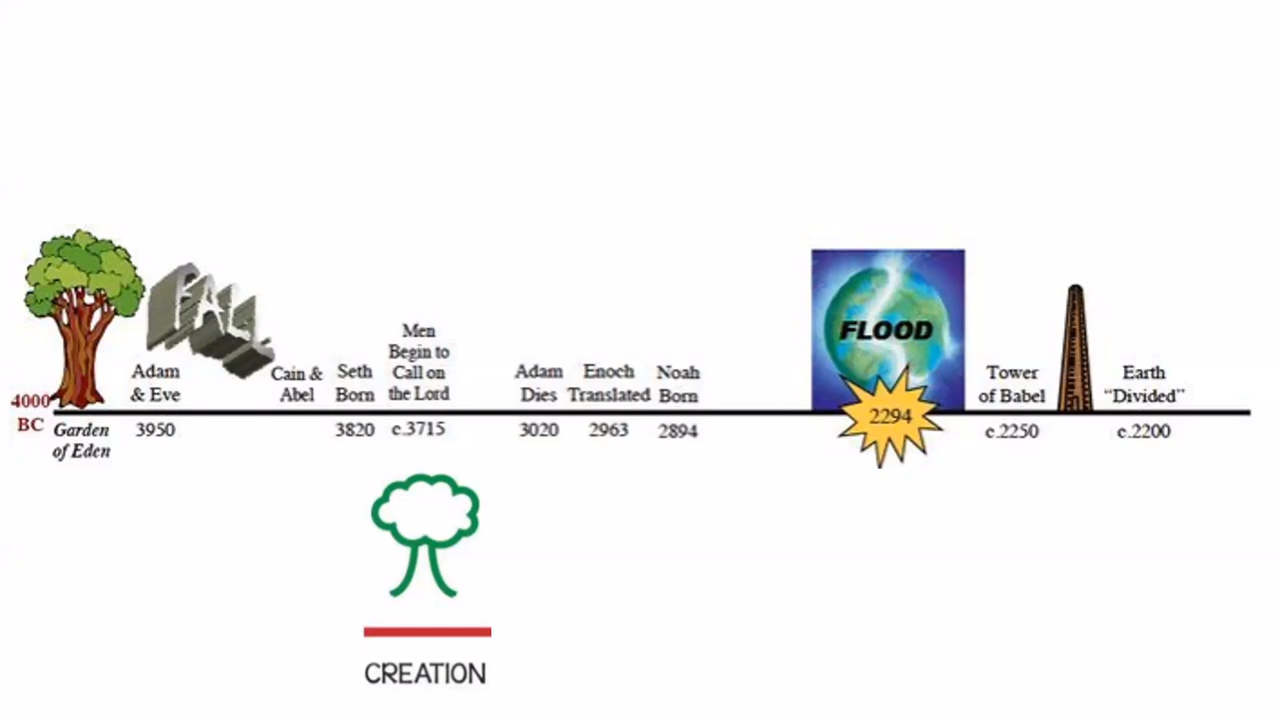 4000
BC
Garden
of Eden
Adam
& Eve
3950
FALL
Cain &
Abel
Seth
Born
3820
Men
Begin to
Call on
the Lord
c.3715
Adam
Dies
3020
Enoch
Translated
2963
Noah
Born
2894
FLOOD
2294
Tower
of Babel
c.2250
Earth
“Divided”
c.2200
CREATION